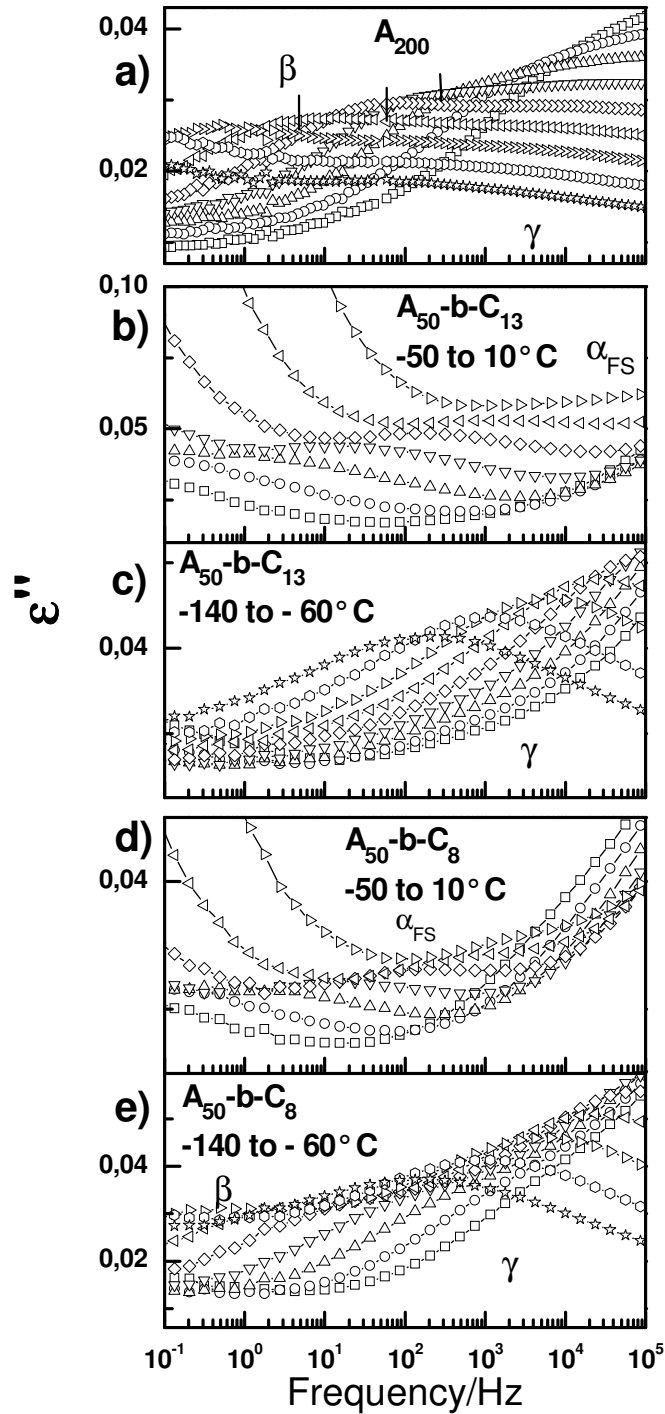 0,04
a)
A200
β
0,02
γ
0,10
b)
A50-b-C13
-50 to 10°C
αFS
0,05
c)
A50-b-C13
-140 to - 60°C
0,04
γ
ε"
d)
A50-b-C8
-50 to 10°C
αFS
0,04
e)
A50-b-C8
-140 to - 60°C
0,04
β
0,02
γ
10-1 100 101 102 103 104 105
Frequency/Hz